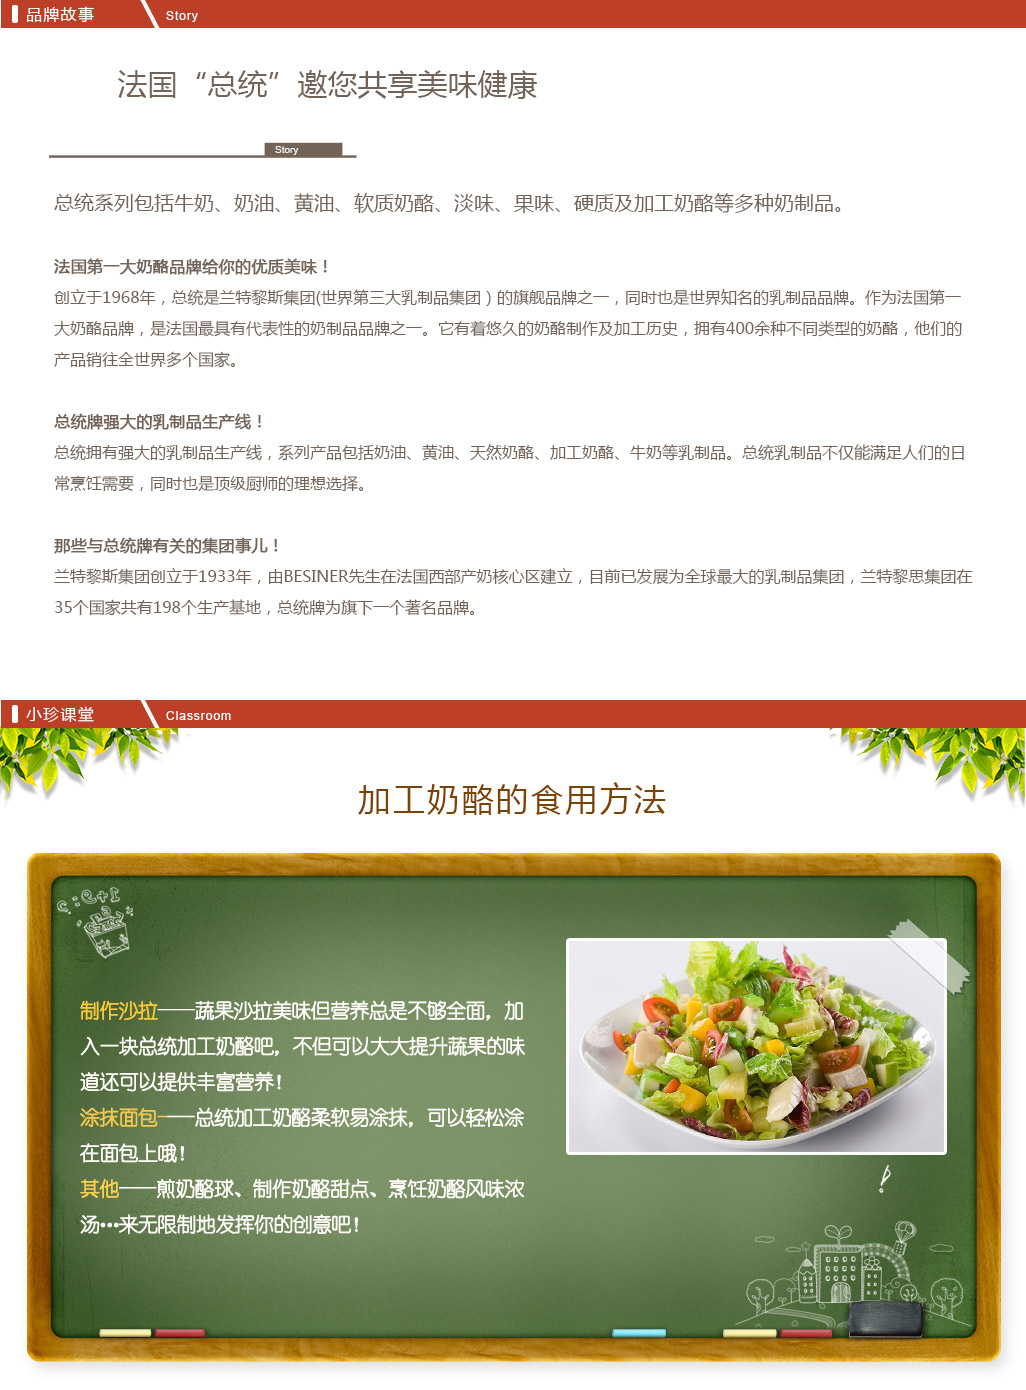 品牌故事
Story
法国“总统”邀您共享美味健康
Story
总统系列包括牛奶、奶油、黄油、软质奶酪、淡味、果味、硬质及加工奶酪等多种奶制品。
法国第一大奶酪品牌给你的优质美味！
创立于1968年，总统是兰特黎斯集团(世界第三大乳制品集团 ) 的旗舰品牌之一，同时也是世界知名的乳制品品牌。作为法国第一
大奶酪品牌，是法国最具有代表性的奶制品品牌之一。它有着悠久的奶酪制作及加工历史，拥有400余种不同类型的奶酪，他们的
产品销往全世界多个国家。
总统牌强大的乳制品生产线！
总统拥有强大的乳制品生产线，系列产品包括奶油、黄油、天然奶酪、加工奶酪、牛奶等乳制品。总统乳制品不仅能满足人们的日
常烹饪需要，同时也是顶级厨师的理想选择。
那些与总统牌有关的集团事儿！
兰特黎斯集团创立于1933年，由BESINER先生在法国西部产奶核心区建立，目前已发展为全球最大的乳制品集团，兰特黎思集团在
35个国家共有198个生产基地，总统牌为旗下一个著名品牌。
小珍课堂
Classroom
加工奶酪的食用方法
制作沙拉——蔬果沙拉美味但营养总是不够全面，加
入一块总统加工奶酪吧，不但可以大大提升蔬果的味
道还可以提供丰富营养！
涂抹面包——总统加工奶酪柔软易涂抹，可以轻松涂
在面包上哦！
其他——煎奶酪球、制作奶酪甜点、烹饪奶酪风味浓
汤…来无限制地发挥你的创意吧！